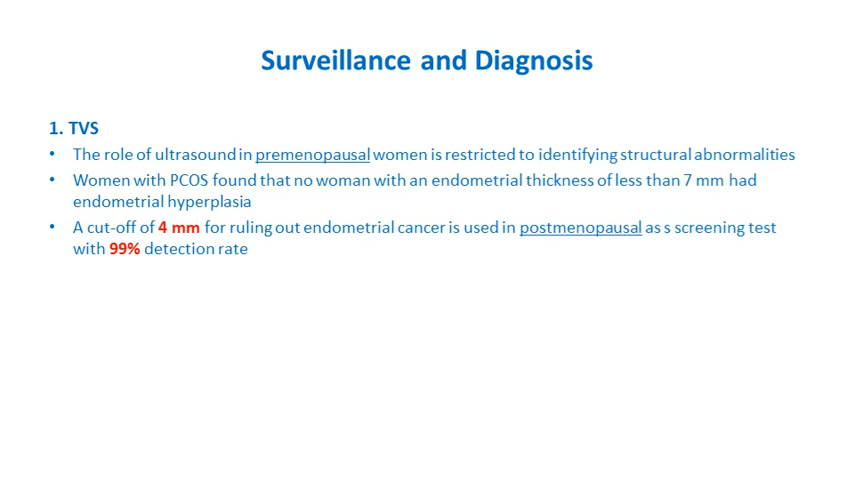 Surveillance and Diagnosis
1. TVS
• The role of ultrasound in premenopausal women is restricted to identifying structural abnormalities
• Women with PCOS found that no woman with an endometrial thickness of less than 7 mm had
endometrial hyperplasia
• A cut-off of 4 mm for ruling out endometrial cancer is used in postmenopausal as s screening test
with 99% detection rate